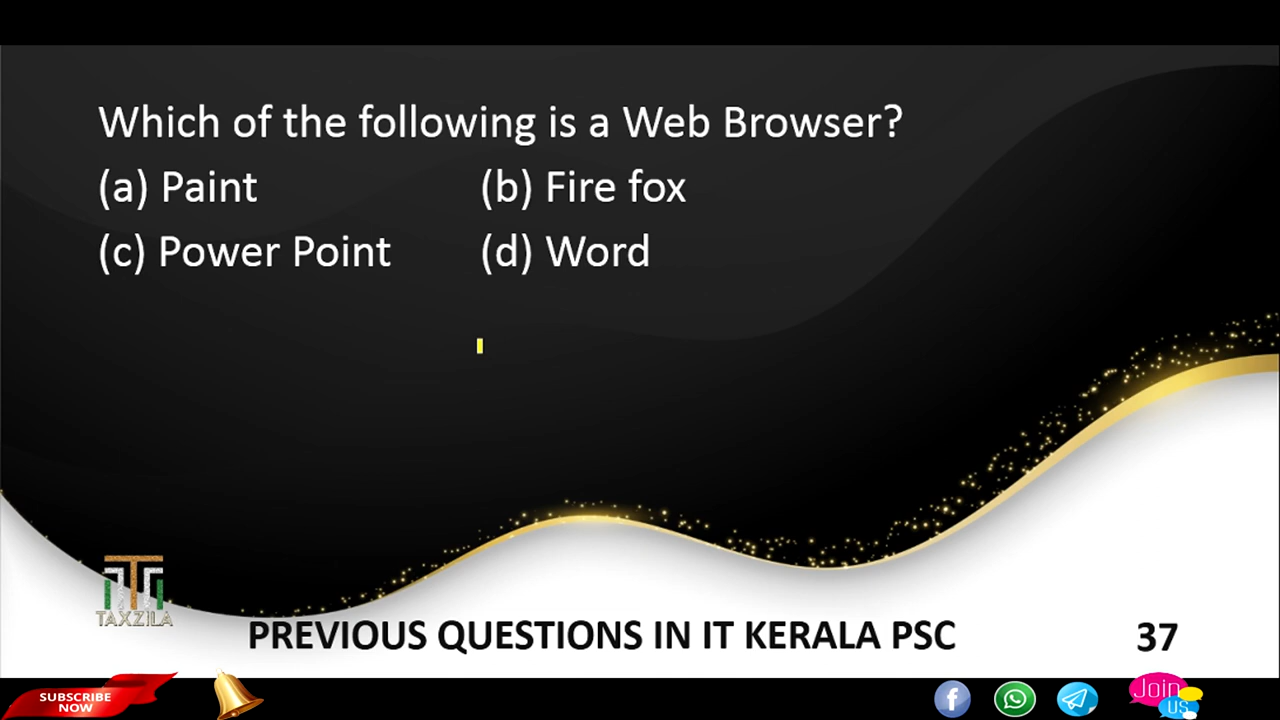 Which of the following is a Web Browser?
(a) Paint (b) Fire fox
(c) Power Point (d) Word
TAXZILA
PREVIOUS QUESTIONS IN IT KERALA PSC 37
SUBSCRIBE
NOW
Join
us